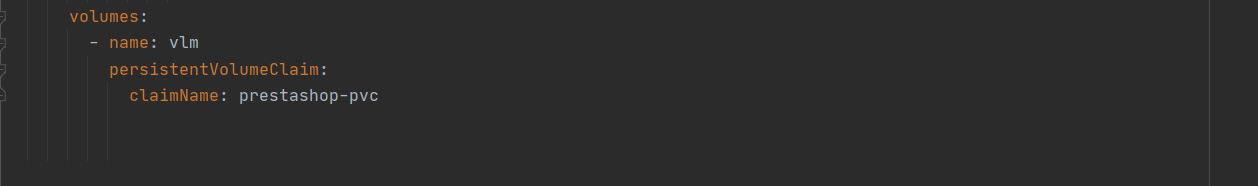 volumes:
- name: vlm
persistentVolumeClaim:
claimName: prestashop-pvc